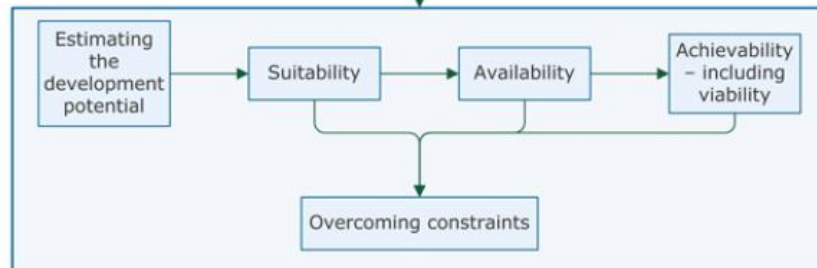 Estimating
the
development
potential
Suitability
Availability
Achievability
– including
viability
Overcoming constraints